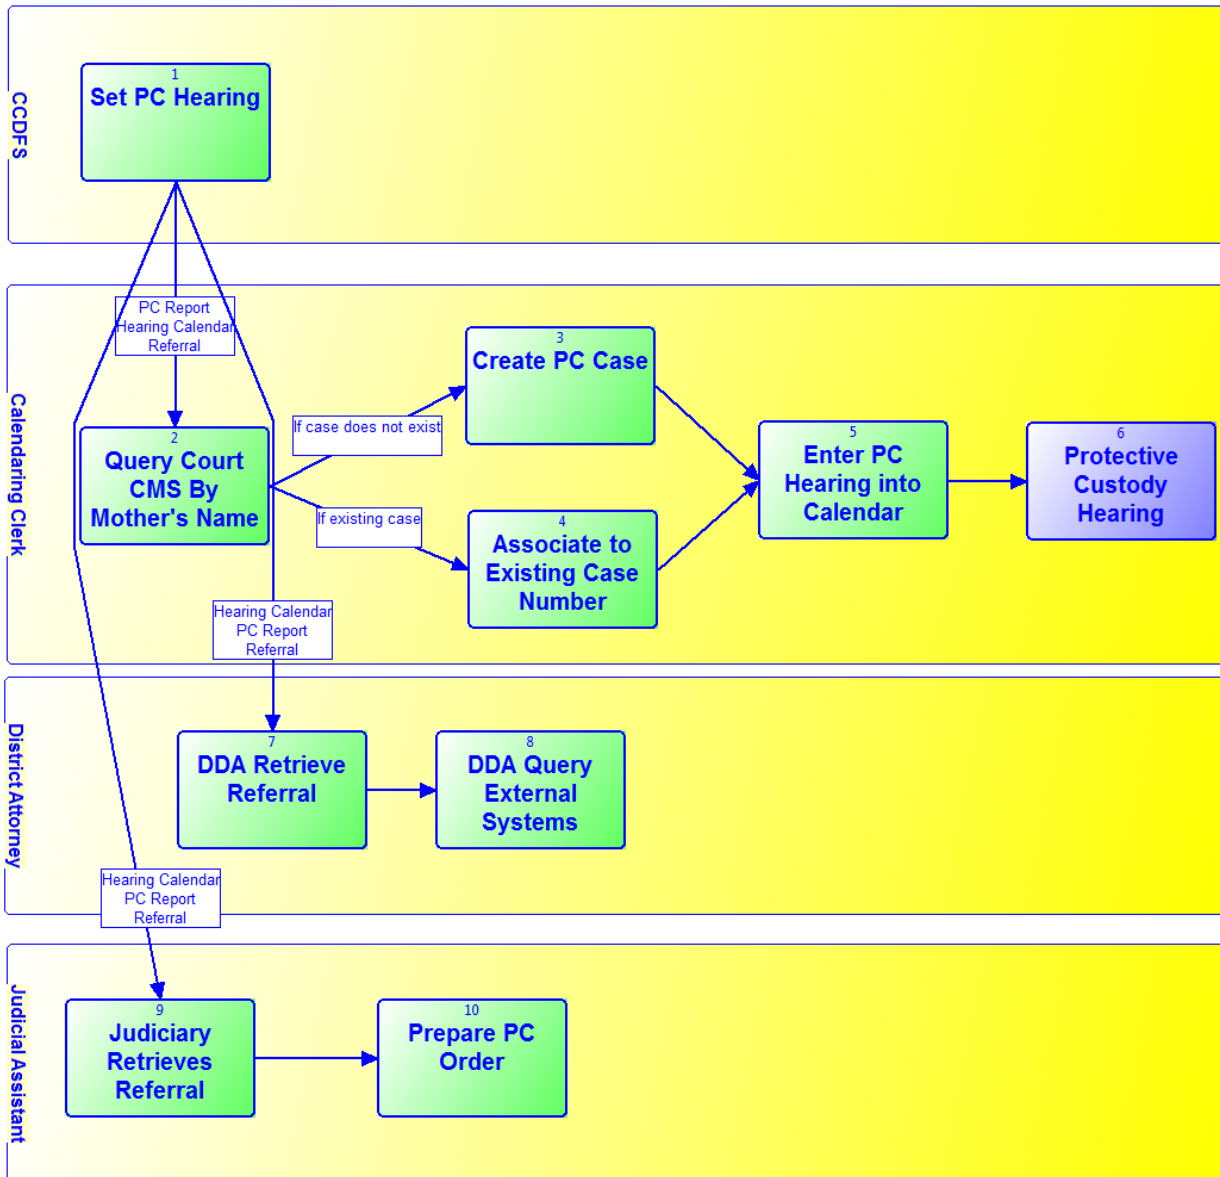 CCDFS
1
Set PC Hearing
Calendaring Clerk
PC Report
Hearing Calendar
Referral
2
Query Court
CMS By
Mother's Name
If case does not exist
If existing case
3
Create PC Case
4
Associate to
Existing Case
Number
5
Enter PC
Hearing into
Calendar
6
Protective
Custody
Hearing
Hearing Calendar
PC Report
Referral
District Attorney
7
DDA Retrieve
Referral
8
DDA Query
External
Systems
Hearing Calendar
PC Report
Referral
Judicial Assistant
9
Judiciary
Retrieves
Referral
10
Prepare PC
Order